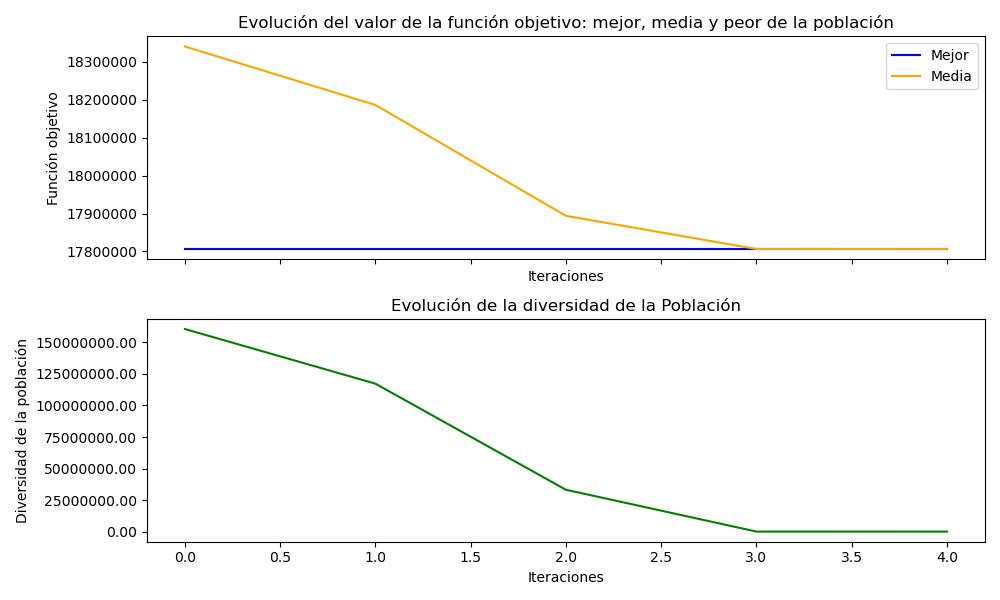 Evolución del valor de la función objetivo: mejor, media y peor de la población
Función objetivo
18300000
18200000
18100000
18000000
17900000
17800000
Mejor
Media
Iteraciones
Evolución de la diversidad de la Población
Diversidad de la población
150000000.00
125000000.00
100000000.00
75000000.00
50000000.00
25000000.00
0.00
0.0 0.5 1.0 1.5 2.0 2.5 3.0 3.5 4.0
Iteraciones